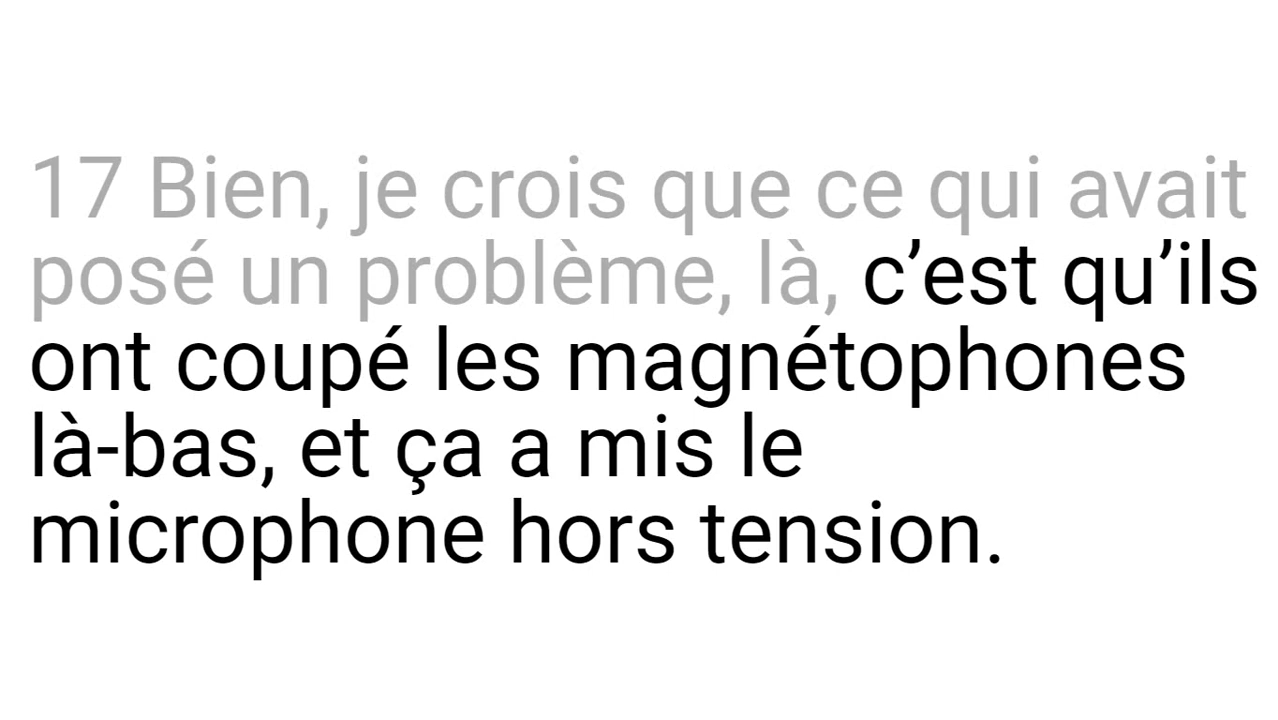 17 Bien, je crois que ce qui avait
posé un problème, là, c’est qu’ils
ont coupé les magnétophones
là-bas, et ça a mis le
microphone hors tension.